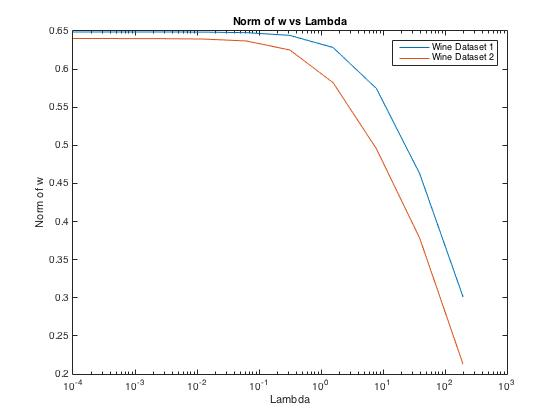 Norm of w vs Lambda
Wine Dataset 1
Wine Dataset 2
0.65
0.6
0.55
0.5
0.45
0.4
0.35
0.3
0.25
0.2
Norm of w
10^-4 10^-3 10^-2 10^-1 10^0 10^1 10^2 10^3
Lambda